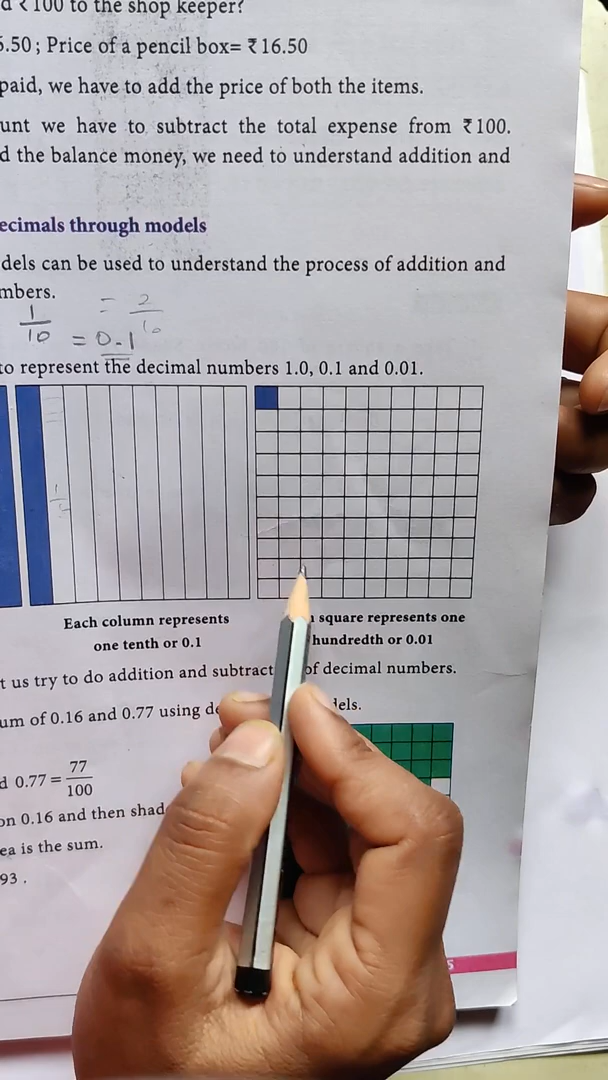 ₹ 100 to the shop keeper?
5.50 ; Price of a pencil box= ₹ 16.50
paid, we have to add the price of both the items.
unt we have to subtract the total expense from ₹ 100.
d the balance money, we need to understand addition and
ecimals through models
dels can be used to understand the process of addition and
mbers.
1/10 = 0.1 = 2/10
to represent the decimal numbers 1.0, 0.1 and 0.01.
Each column represents
one tenth or 0.1
square represents one
hundredth or 0.01
t us try to do addition and subtract of decimal numbers.
um of 0.16 and 0.77 using de els.
d 0.77 = 77/100
on 0.16 and then shad
ea is the sum.
93 .
5